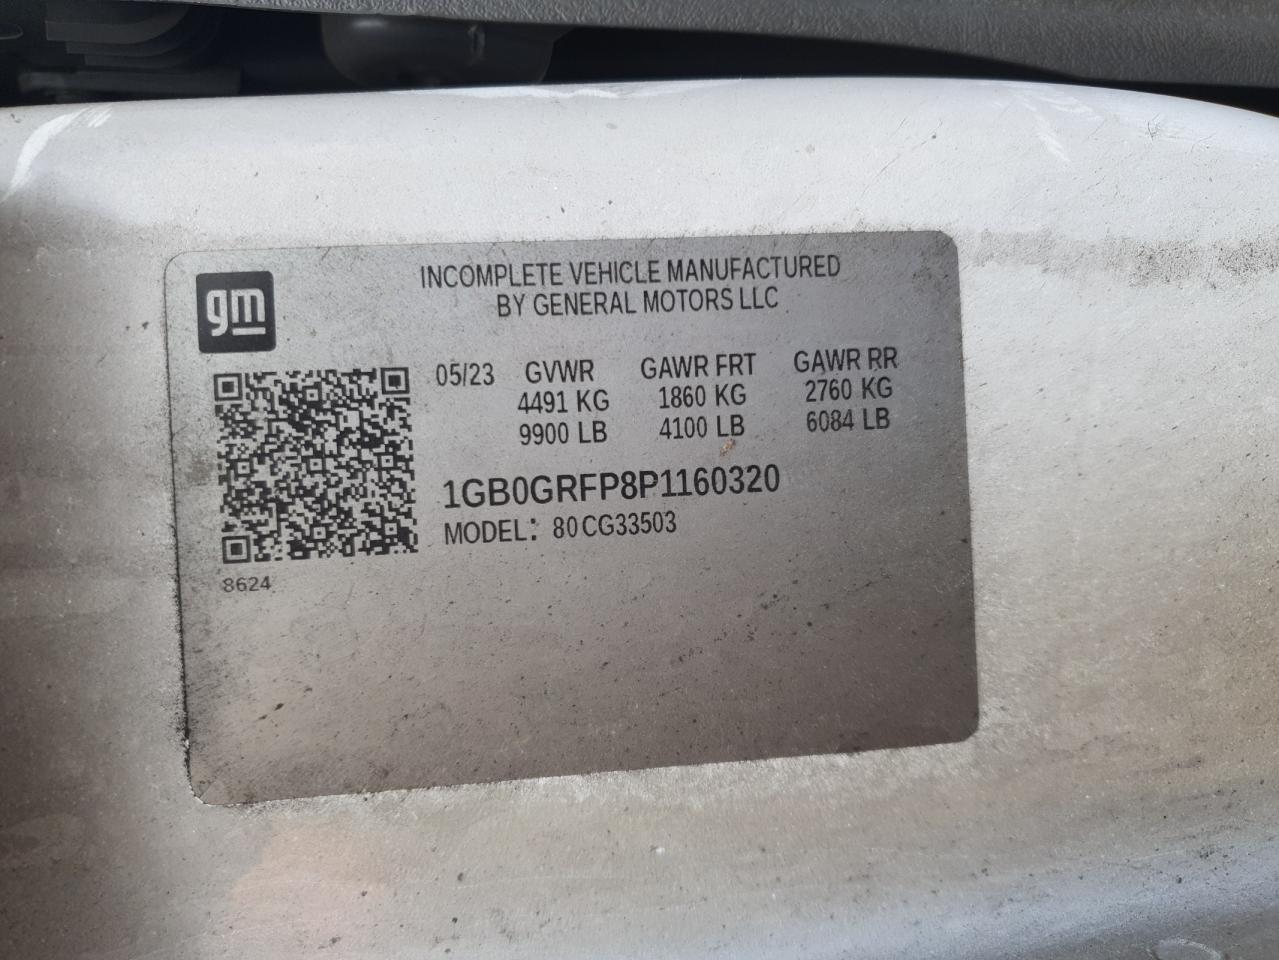 gm
INCOMPLETE VEHICLE MANUFACTURED
BY GENERAL MOTORS LLC
05/23 GVWR GAWR FRT GAWR RR
4491 KG 1860 KG 2760 KG
9900 LB 4100 LB 6084 LB
1GB0GRFP8P1160320
MODEL: 80CG33503
8624